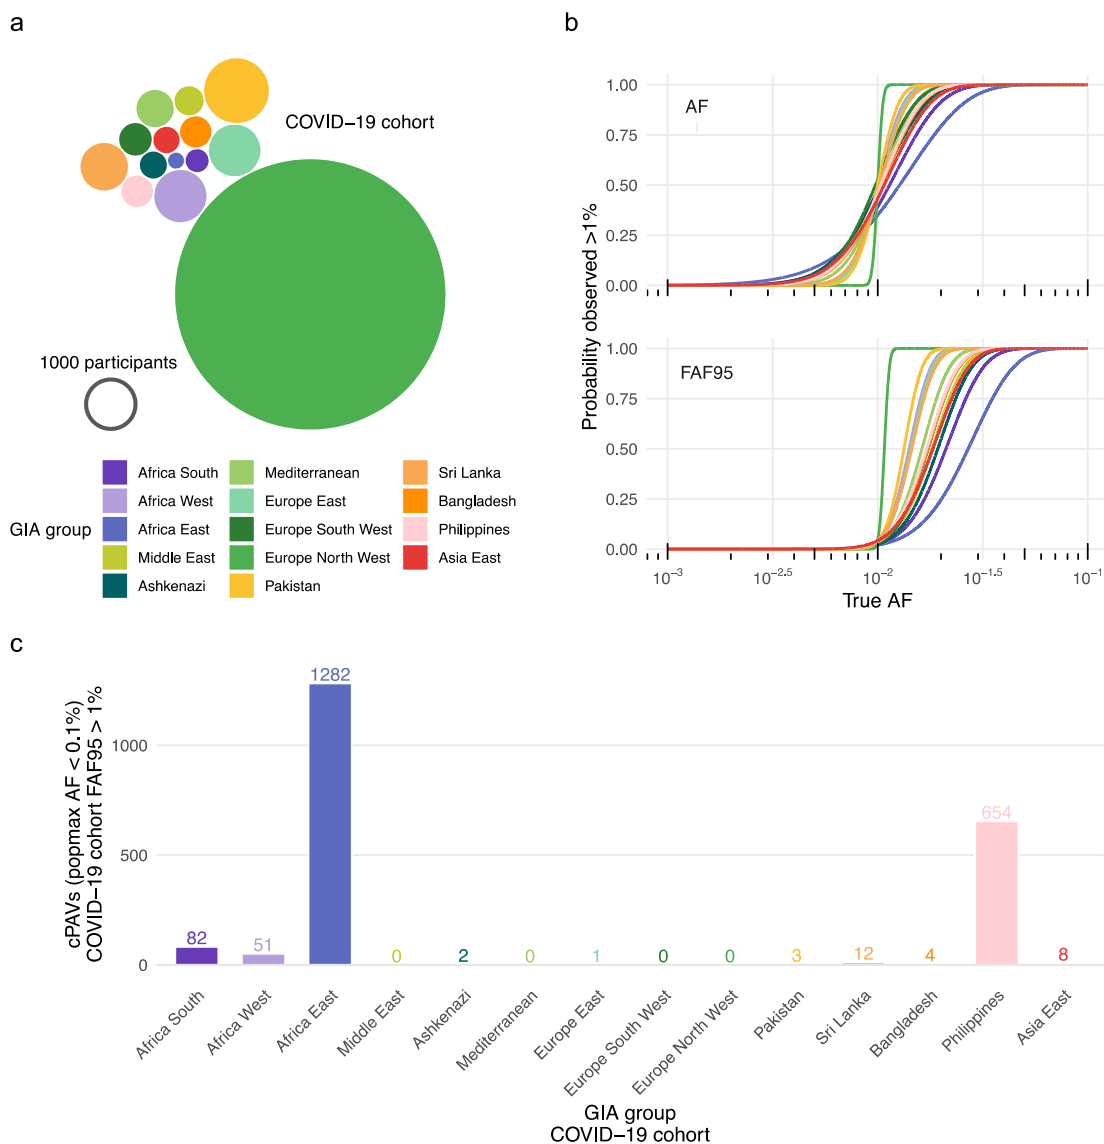 a
COVID−19 cohort
1000 participants
GIA group
Africa South
Africa West
Africa East
Middle East
Ashkenazi
Mediterranean
Europe East
Europe South West
Europe North West
Pakistan
Sri Lanka
Bangladesh
Philippines
Asia East
b
Probability observed >1%
AF
1.00
0.75
0.50
0.25
0.00
FAF95
1.00
0.75
0.50
0.25
0.00
10⁻³
10⁻²·⁵
10⁻²
10⁻¹·⁵
10⁻¹
True AF
c
cPAVs (popmax AF < 0.1%)
COVID−19 cohort FAF95 > 1%
1000
500
0
82
51
1282
0
2
0
1
0
0
3
12
4
654
8
Africa South
Africa West
Africa East
Middle East
Ashkenazi
Mediterranean
Europe East
Europe South West
Europe North West
Pakistan
Sri Lanka
Bangladesh
Philippines
Asia East
GIA group
COVID−19 cohort